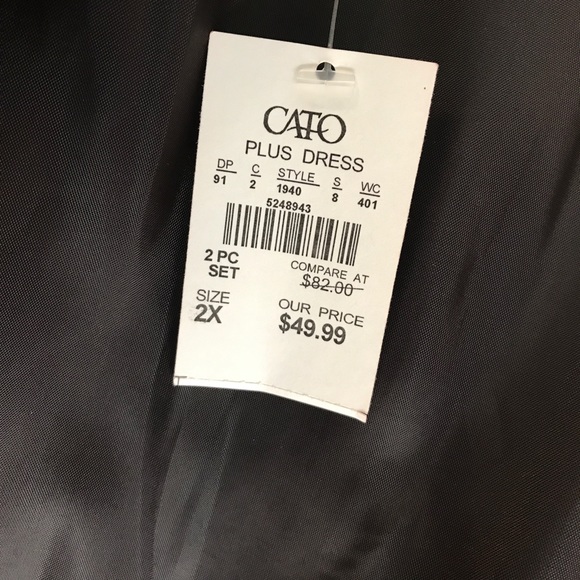 CATO
PLUS DRESS
DP C STYLE S WC
91 2 1940 8 401
5248943
2 PC SET
COMPARE AT
$82.00
SIZE
2X
OUR PRICE
$49.99